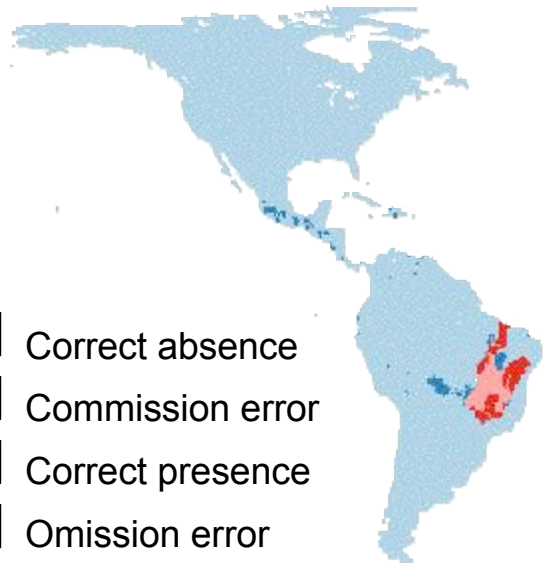 Correct absence
Commission error
Correct presence
Omission error